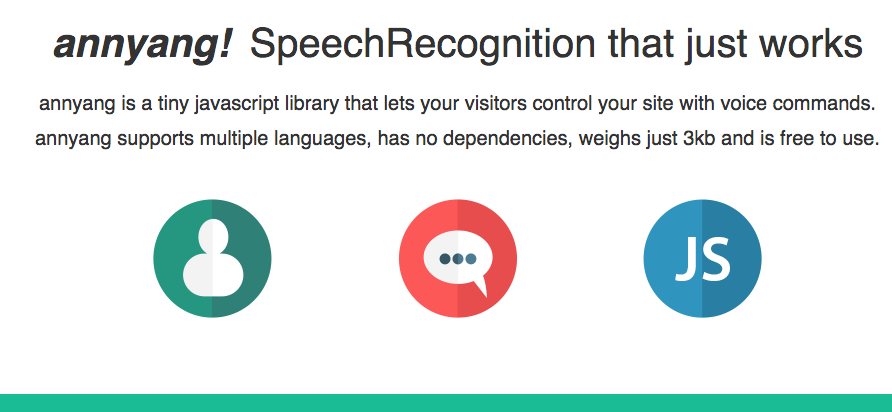 annyang! SpeechRecognition that just works
annyang is a tiny javascript library that lets your visitors control your site with voice commands.
annyang supports multiple languages, has no dependencies, weighs just 3kb and is free to use.
JS